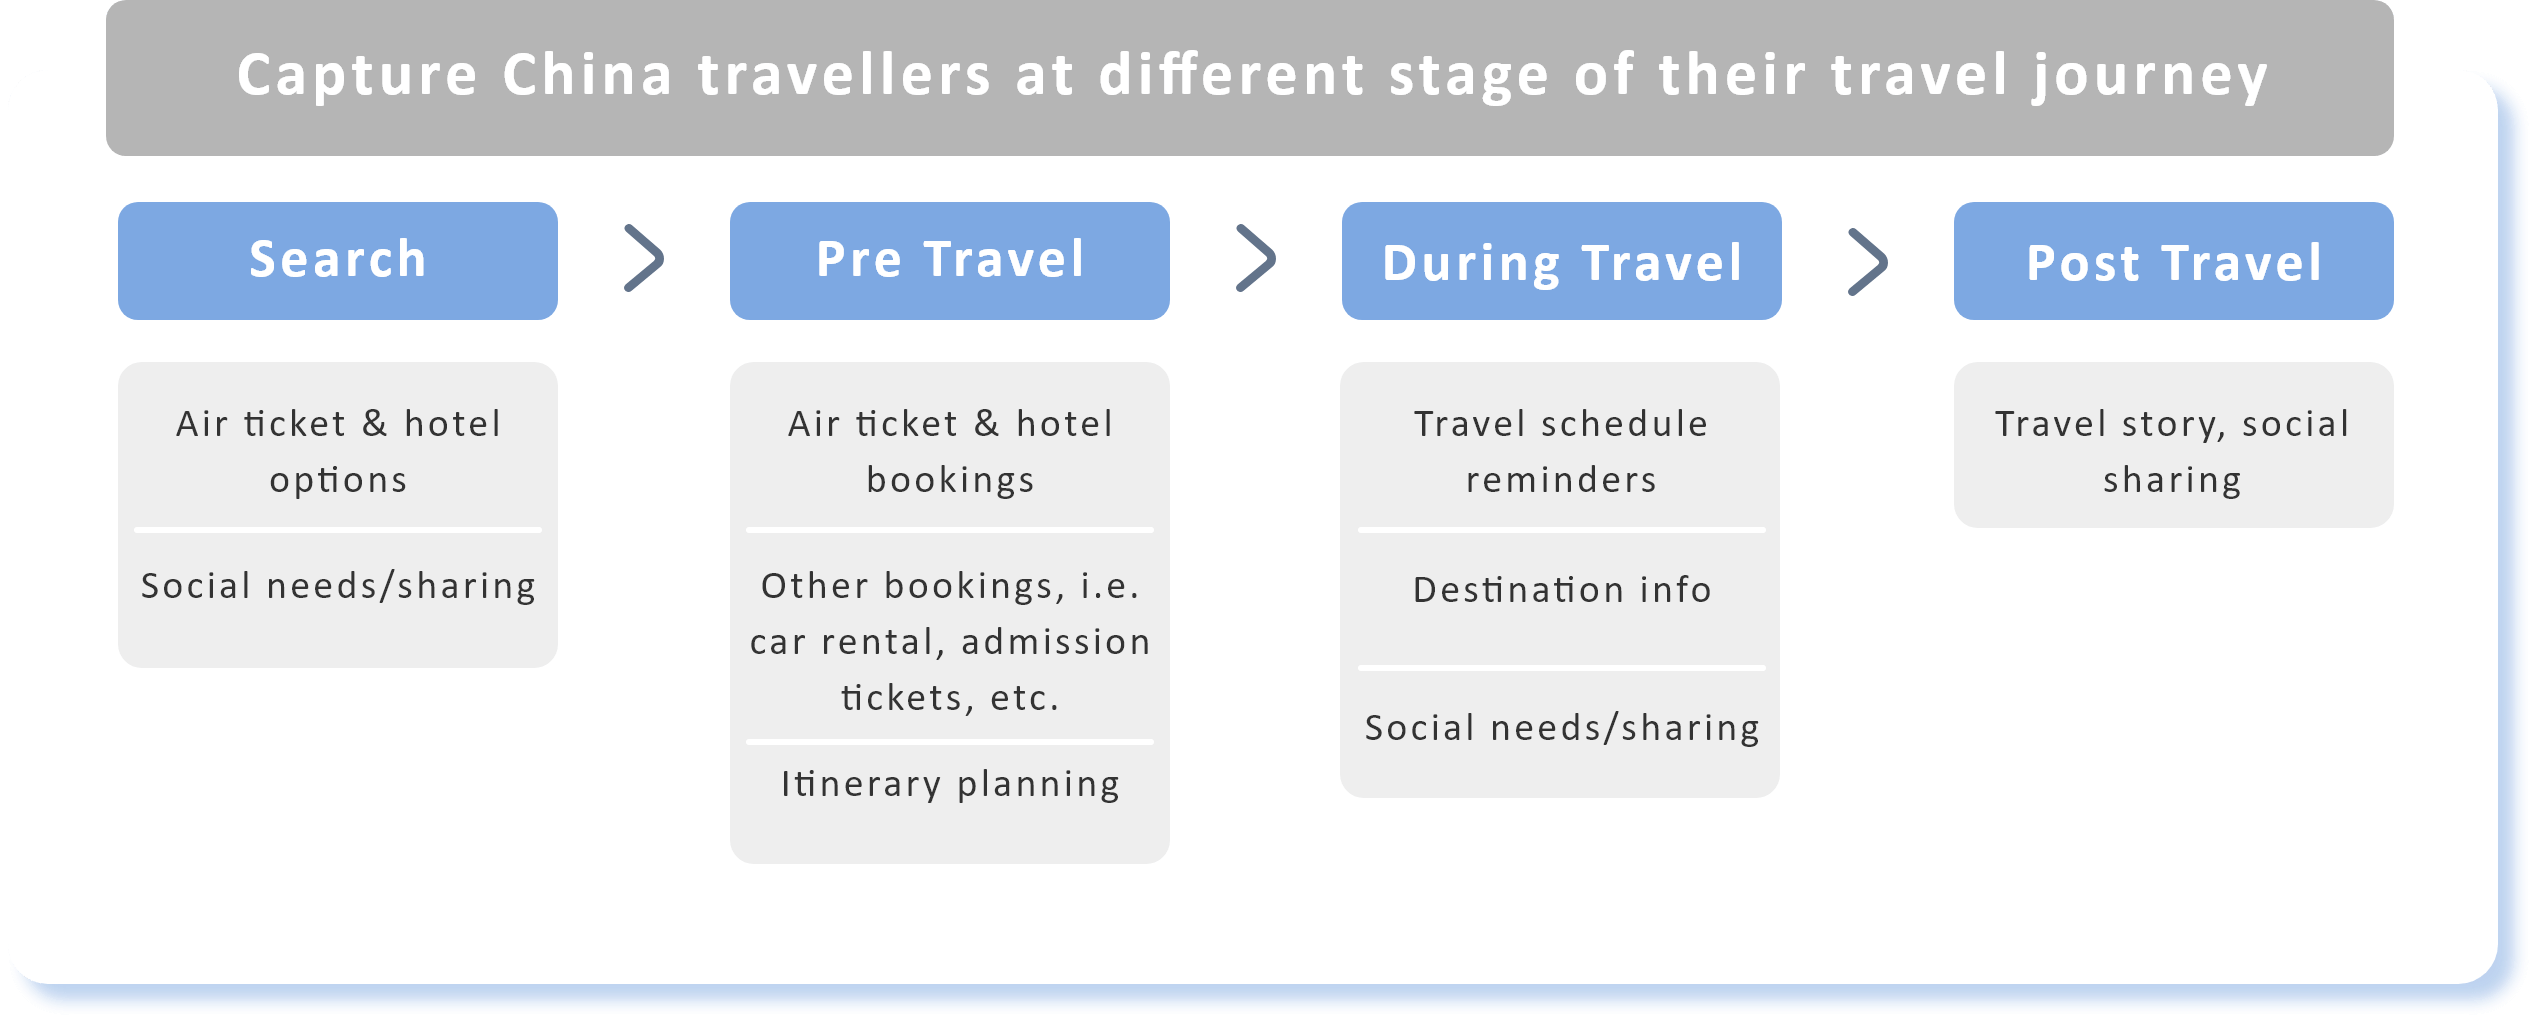 Capture China travellers at different stage of their travel journey
Search
Pre Travel
During Travel
Post Travel
Air ticket & hotel
options
Social needs/sharing
Air ticket & hotel
bookings
Other bookings, i.e.
car rental, admission
tickets, etc.
Itinerary planning
Travel schedule
reminders
Destination info
Social needs/sharing
Travel story, social
sharing